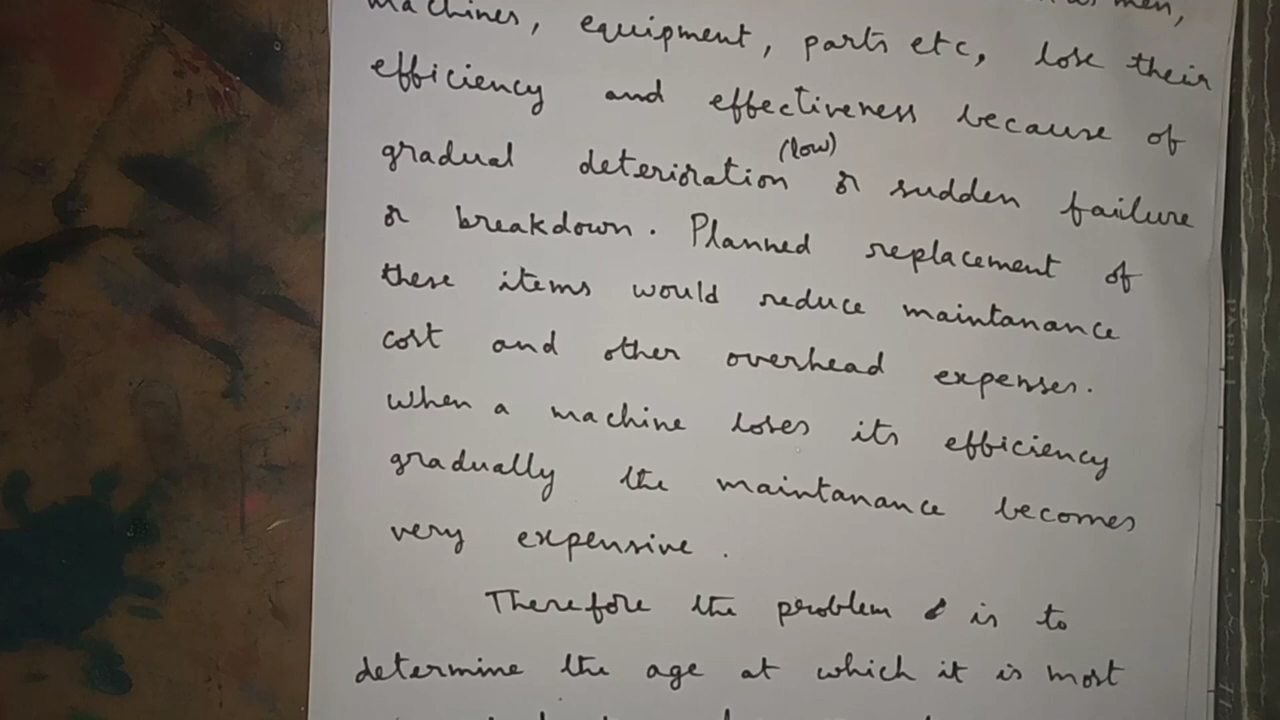 men,
machines, equipment, parts etc, lose their
efficiency and effectiveness because of
gradual deterioration (low) or sudden failure
or breakdown. Planned replacement of
these items would reduce maintanance
cost and other overhead expenses.
When a machine loses its efficiency
gradually the maintanance becomes
very expensive.
Therefore the problem is to
determine the age at which it is most